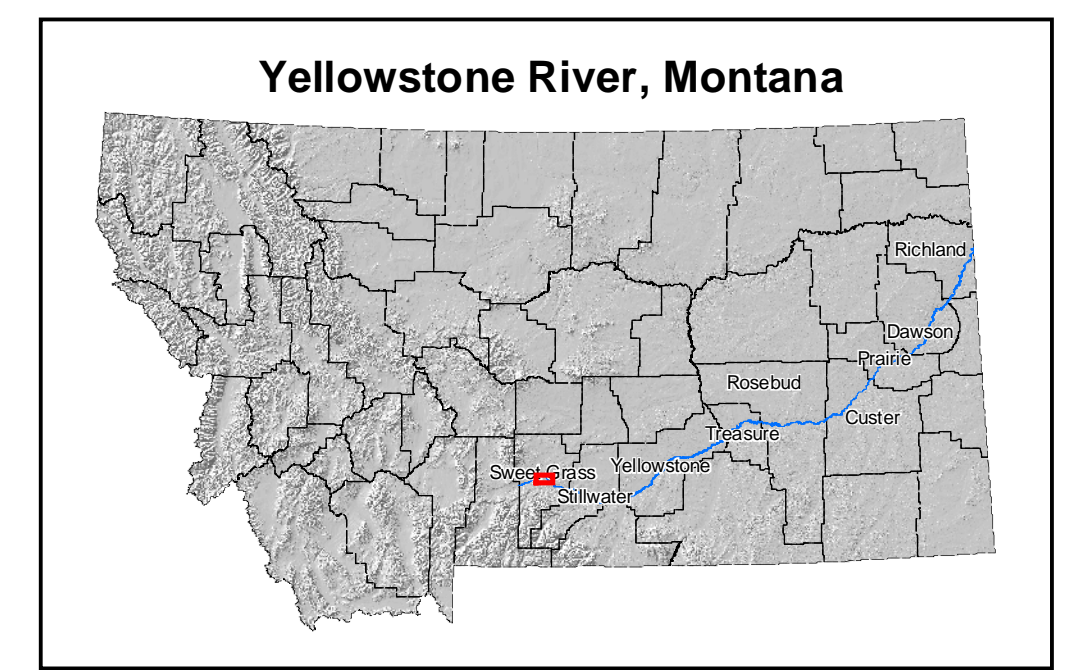 Yellowstone River, Montana
Richland
Dawson
Prairie
Rosebud
Custer
Treasure
Yellowstone
Sweet Grass
Stillwater